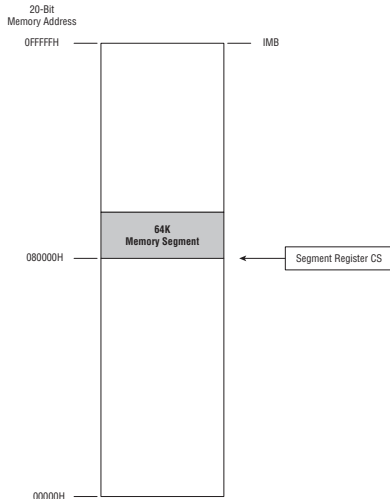 20-Bit
Memory Address
0FFFFFH
IMB
64K
Memory Segment
080000H
Segment Register CS
00000H